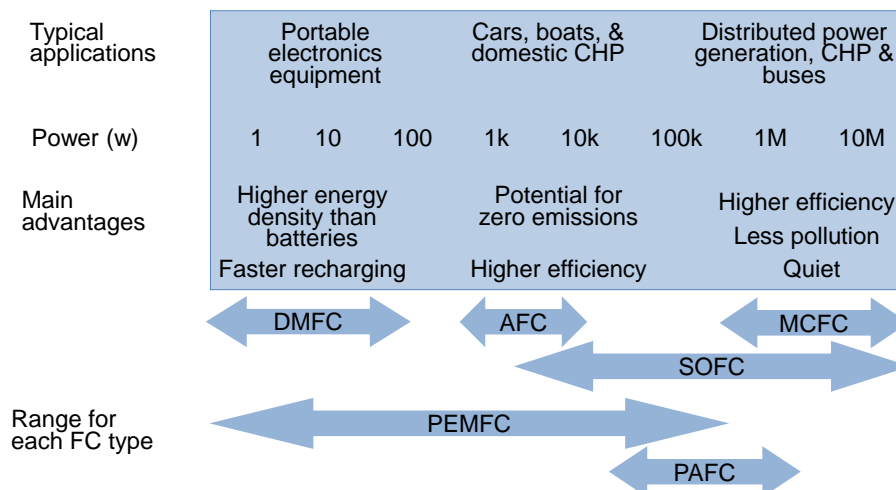 Typical
applications
Portable
electronics
equipment
Cars, boats, &
domestic CHP
Distributed power
generation, CHP &
buses
Power (w)
1 10 100 1k 10k 100k 1M 10M
Main
advantages
Higher energy
density than
batteries
Faster recharging
Potential for
zero emissions
Higher efficiency
Higher efficiency
Less pollution
Quiet
DMFC AFC MCFC
SOFC
Range for
each FC type
PEMFC
PAFC